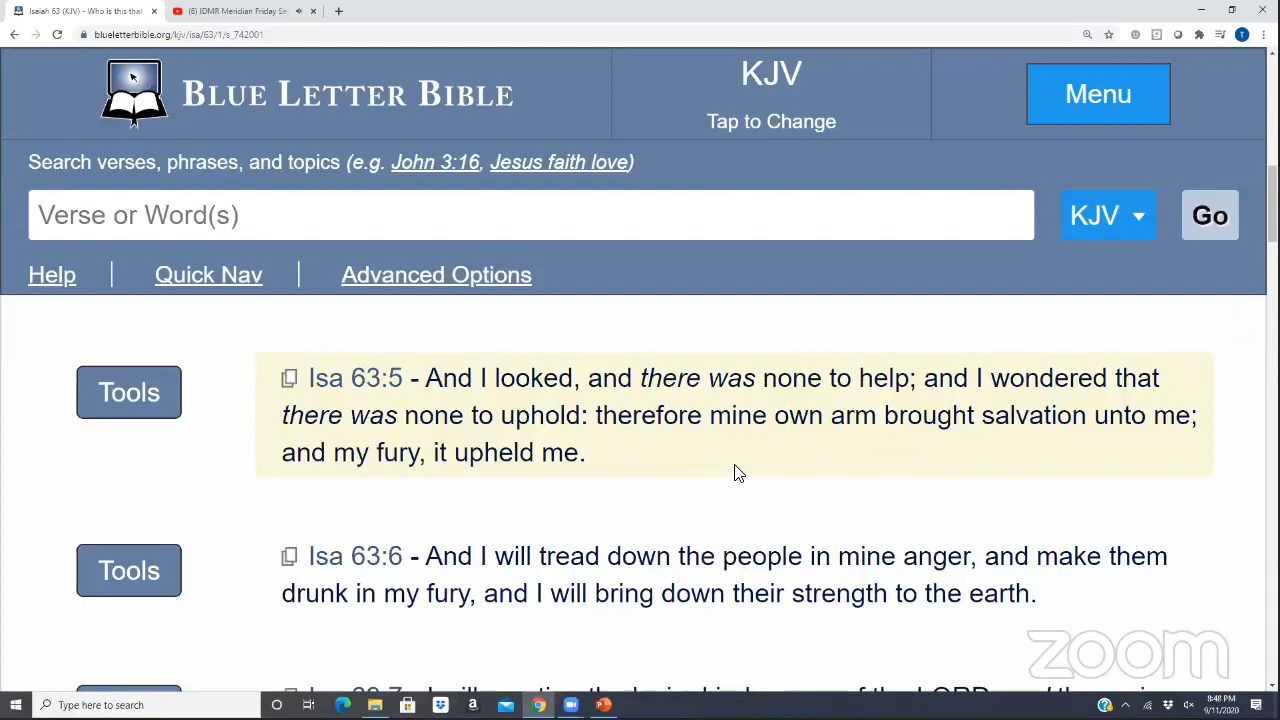 Isaiah 63 (KJV) - Who is this that
(6) IDMR Meridian Friday Se
blueletterbible.org/kjv/isa/63/1/s_742001
BLUE LETTER BIBLE
KJV
Tap to Change
Menu
Search verses, phrases, and topics (e.g. John 3:16, Jesus faith love)
Verse or Word(s)
KJV
Go
Help
Quick Nav
Advanced Options
Tools
Isa 63:5 - And I looked, and there was none to help; and I wondered that
there was none to uphold: therefore mine own arm brought salvation unto me;
and my fury, it upheld me.
Tools
Isa 63:6 - And I will tread down the people in mine anger, and make them
drunk in my fury, and I will bring down their strength to the earth.
zoom
Type here to search
8:48 PM
9/11/2020